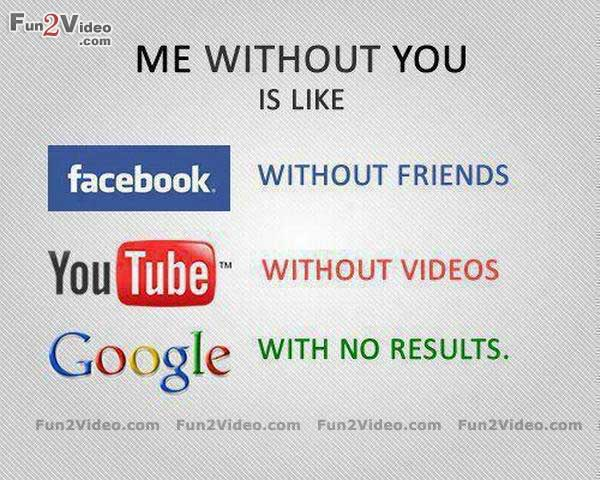 Fun2Video
.com
ME WITHOUT YOU
IS LIKE
facebook. WITHOUT FRIENDS
YouTube™ WITHOUT VIDEOS
Google WITH NO RESULTS.
Fun2Video.com Fun2Video.com Fun2Video.com Fun2Video.com